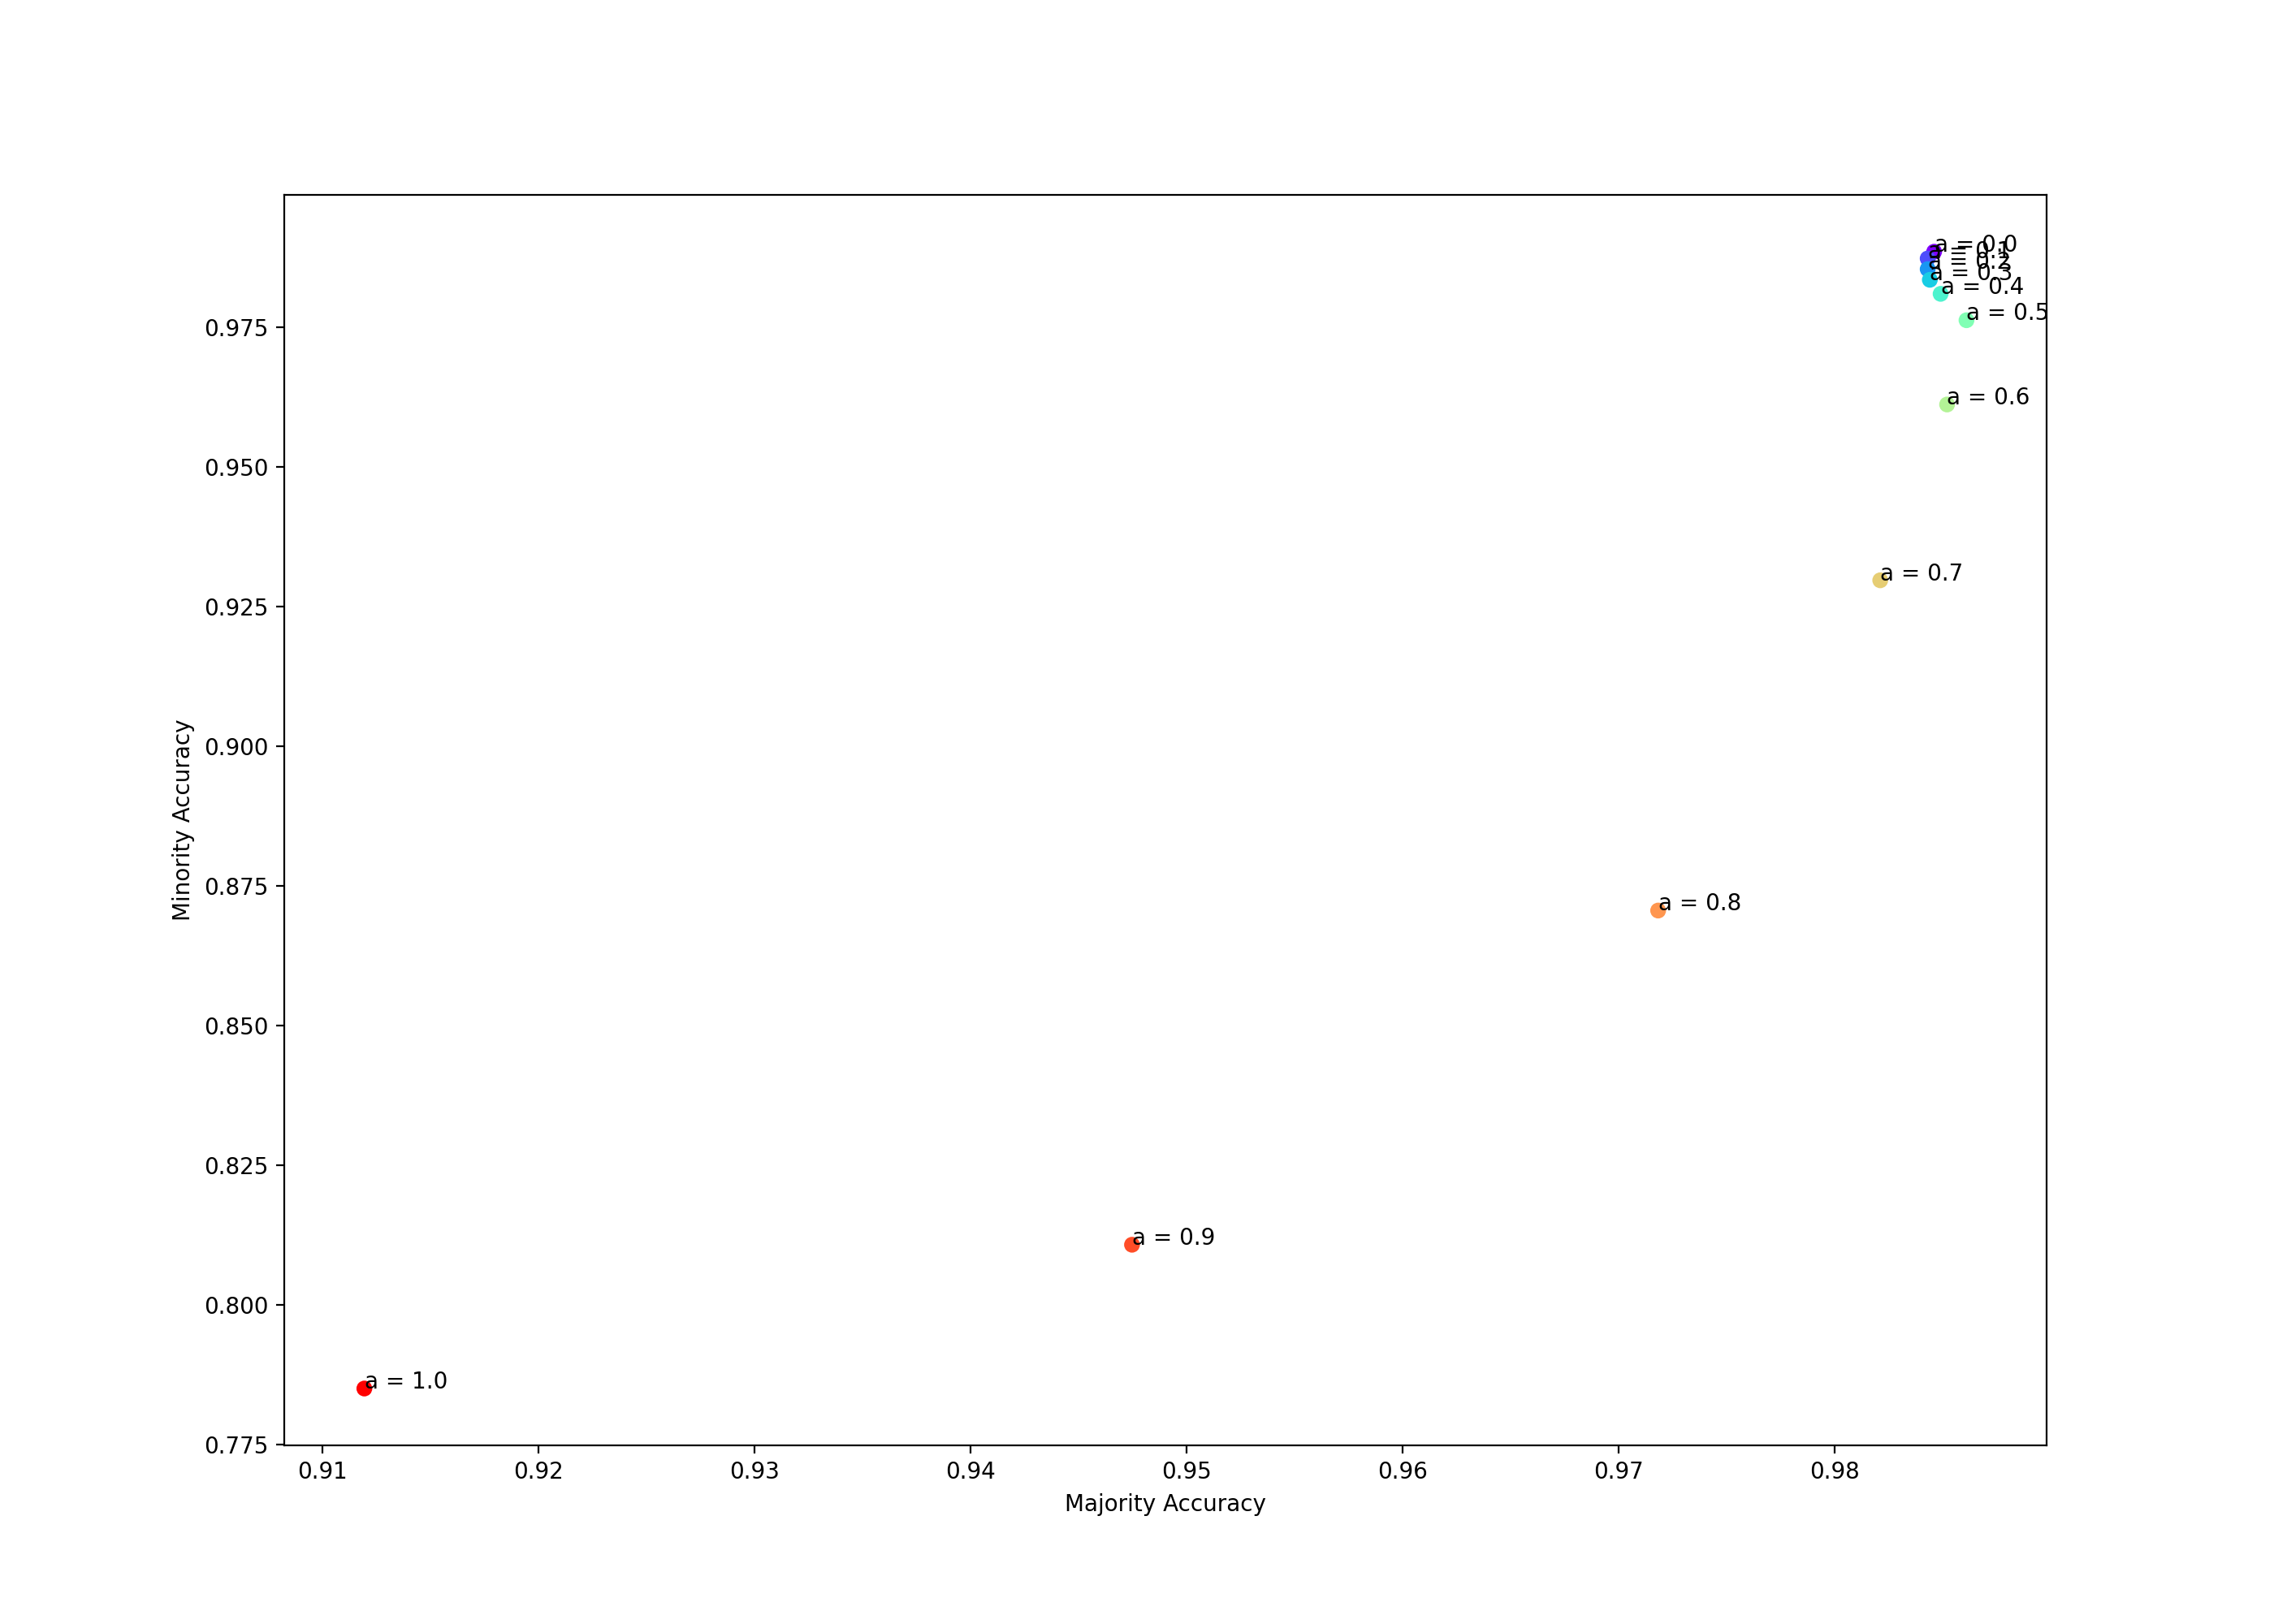 a = 0.0
a = 0.1
a = 0.2
a = 0.3
a = 0.4
a = 0.5
a = 0.6
a = 0.7
a = 0.8
a = 0.9
a = 1.0
0.975
0.950
0.925
0.900
0.875
0.850
0.825
0.800
0.775
Minority Accuracy
0.91
0.92
0.93
0.94
0.95
0.96
0.97
0.98
Majority Accuracy